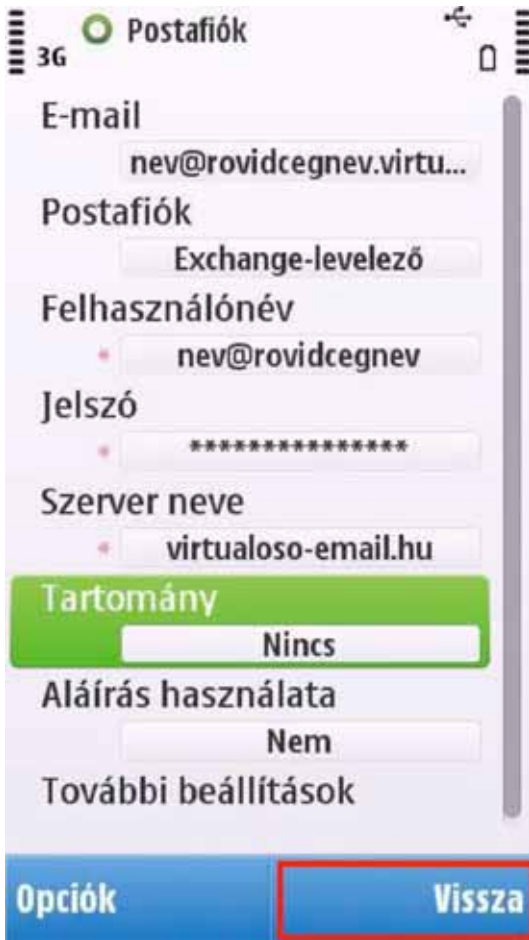 Postafiók
3G
E-mail
nev@rovidcegnev.virtu...
Postafiók
Exchange-levelező
Felhasználónév
* nev@rovidcegnev
Jelszó
* ***************
Szerver neve
* virtualoso-email.hu
Tartomány
Nincs
Aláírás használata
Nem
További beállítások
Opciók Vissza